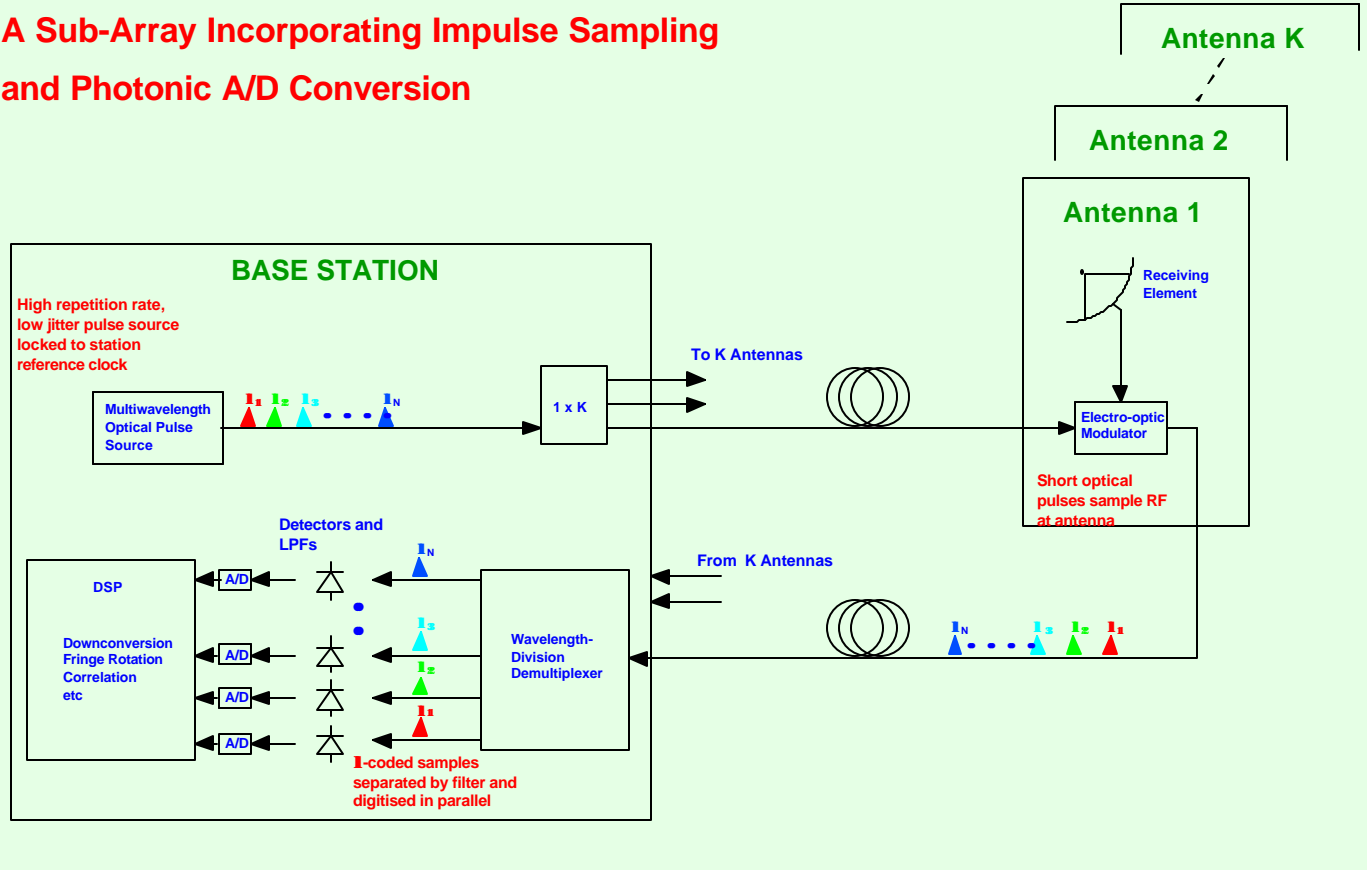 A Sub-Array Incorporating Impulse Sampling
and Photonic A/D Conversion
Antenna K
Antenna 2
Antenna 1
Receiving
Element
BASE STATION
High repetition rate,
low jitter pulse source
locked to station
reference clock
To K Antennas
Multiwavelength
Optical Pulse
Source
l1 l2 l3 lN
1 x K
Electro-optic
Modulator
Short optical
pulses sample RF
at antenna
Detectors and
LPFs
From K Antennas
lN
DSP
A/D
Downconversion
Fringe Rotation
Correlation
etc
A/D
l3
Wavelength-
Division
Demultiplexer
lN l3 l2 l1
A/D
l2
A/D
l1
l-coded samples
separated by filter and
digitised in parallel